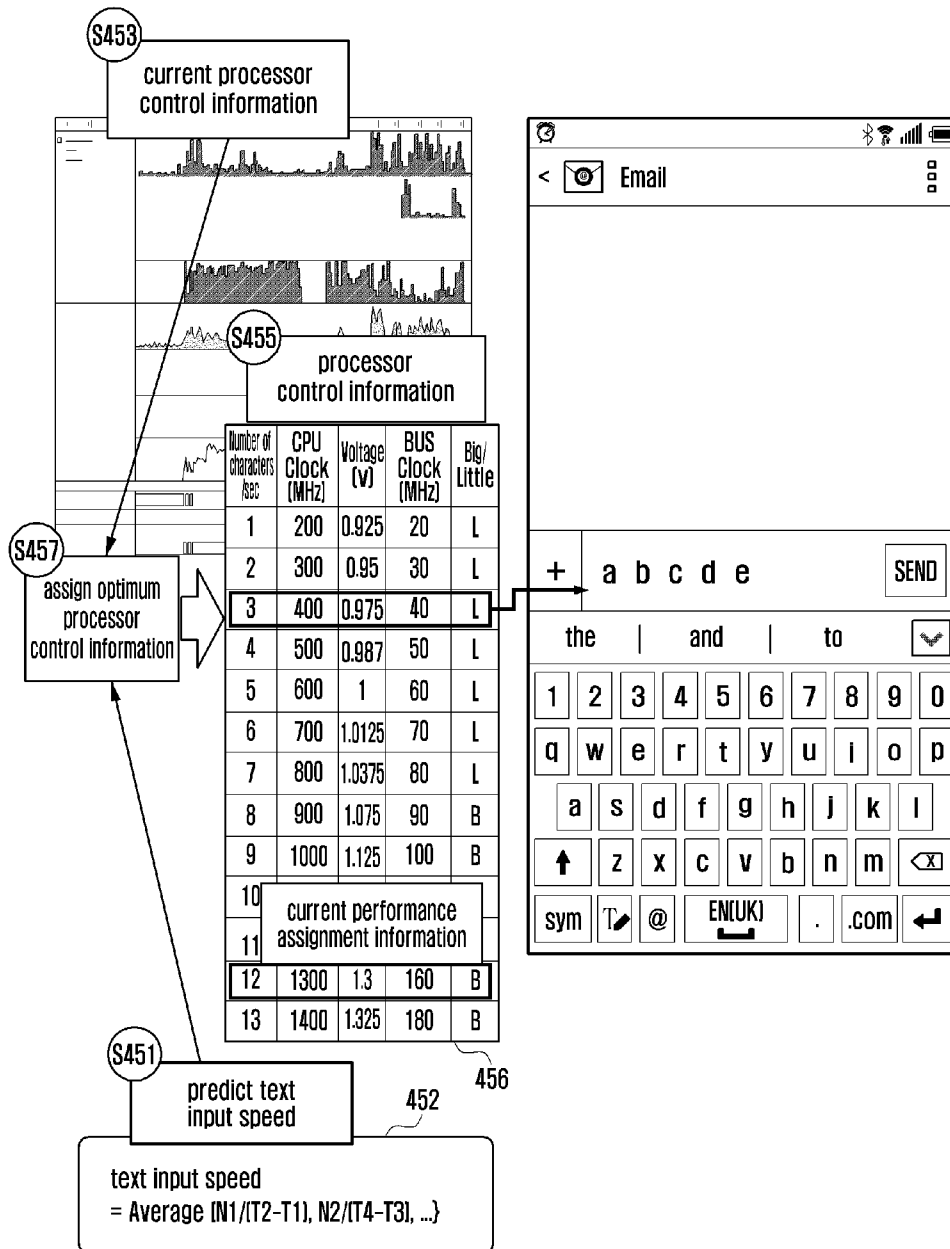 S453
current processor
control information
S455
processor
control information
Number of
characters
/sec
CPU
Clock
(MHz)
Voltage
(V)
BUS
Clock
(MHz)
Big/
Little
1 200 0.925 20 L
2 300 0.95 30 L
3 400 0.975 40 L
4 500 0.987 50 L
5 600 1 60 L
6 700 1.0125 70 L
7 800 1.0375 80 L
8 900 1.075 90 B
9 1000 1.125 100 B
10
11
current performance
assignment information
12 1300 1.3 160 B
13 1400 1.325 180 B
456
S457
assign optimum
processor
control information
S451
predict text
input speed
452
text input speed
= Average {N1/(T2-T1), N2/(T4-T3), ...}
< @ Email
+ a b c d e SEND
the | and | to
1 2 3 4 5 6 7 8 9 0
q w e r t y u i o p
a s d f g h j k l
z x c v b n m X
sym T @ EN(UK) . .com